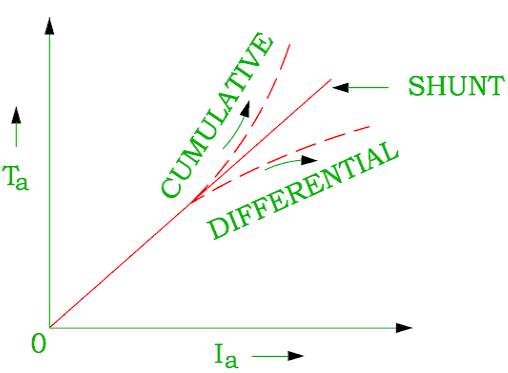 CUMULATIVE
SHUNT
Ta
DIFFERENTIAL
0
Ia